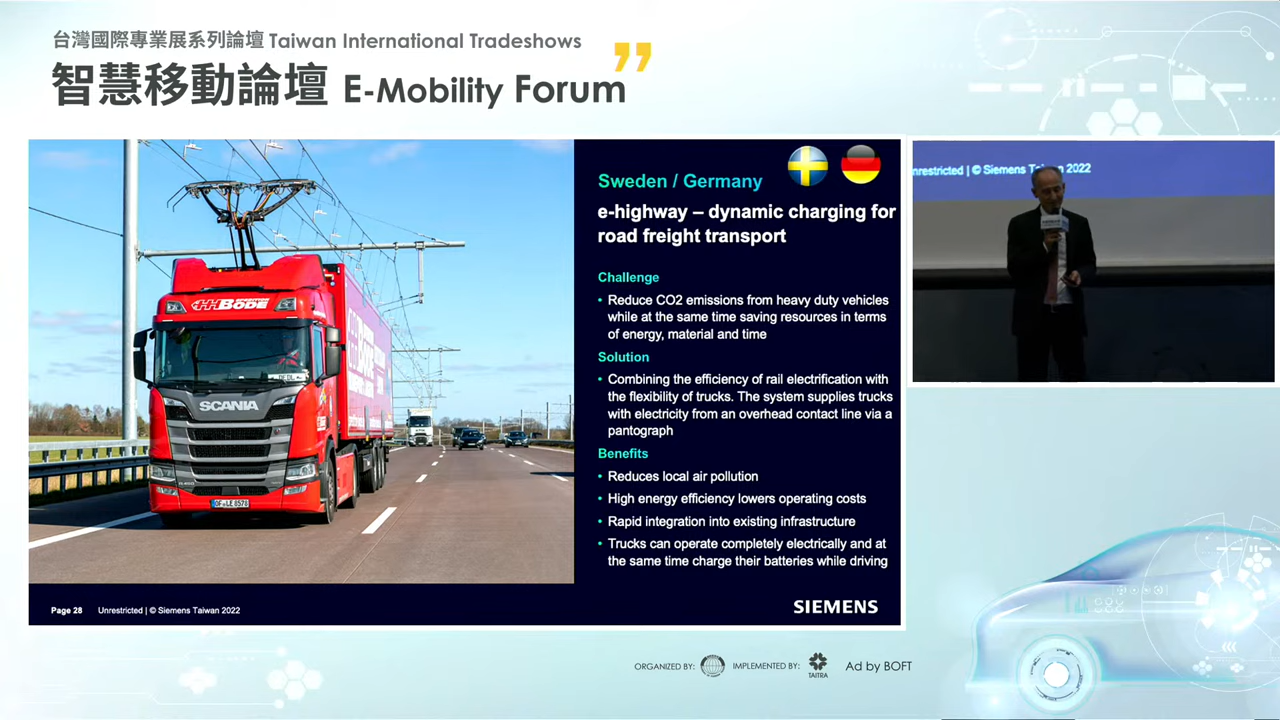 台灣國際專業展系列論壇 Taiwan International Tradeshows
智慧移動論壇 E-Mobility Forum
Sweden / Germany
e-highway – dynamic charging for
road freight transport
Challenge
• Reduce CO2 emissions from heavy duty vehicles
while at the same time saving resources in terms
of energy, material and time
Solution
• Combining the efficiency of rail electrification with
the flexibility of trucks. The system supplies trucks
with electricity from an overhead contact line via a
pantograph
Benefits
• Reduces local air pollution
• High energy efficiency lowers operating costs
• Rapid integration into existing infrastructure
• Trucks can operate completely electrically and at
the same time charge their batteries while driving
BODE
SCANIA
OF LE 8578
Page 28 Unrestricted | © Siemens Taiwan 2022
SIEMENS
nrestricted | © Siemens Ta n 2022
ORGANIZED BY: IMPLEMENTED BY: TAITRA Ad by BOFT